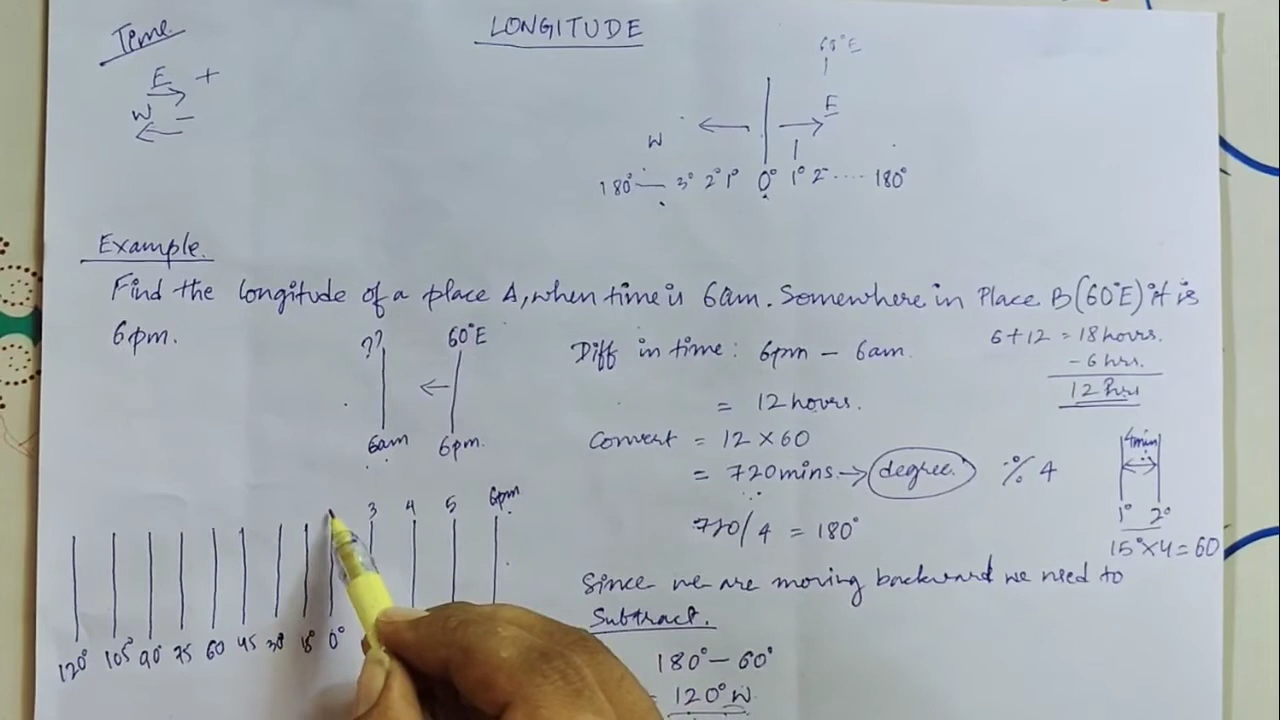 LONGITUDE
Time
E +
W -
60°E
E
W
180° 3° 2° 1° 0° 1° 2 .... 180°
Example.
Find the longitude of a place A, when time is 6am. Somewhere in Place B (60°E) it is
6pm.
?? 60°E
6am 6pm.
Diff in time: 6pm - 6am.
= 12 hours.
6+12 = 18 hours.
- 6 hrs.
12 hrs
Convert = 12 × 60
= 720 mins. → degree. % 4
4min
1° 2°
15° × 4 = 60
720/4 = 180°
Since we are moving backward we need to
Subtract.
180° - 60°
= 120° W
3 4 5 6pm
120° 105° 90° 75 60 45 30 15° 0°